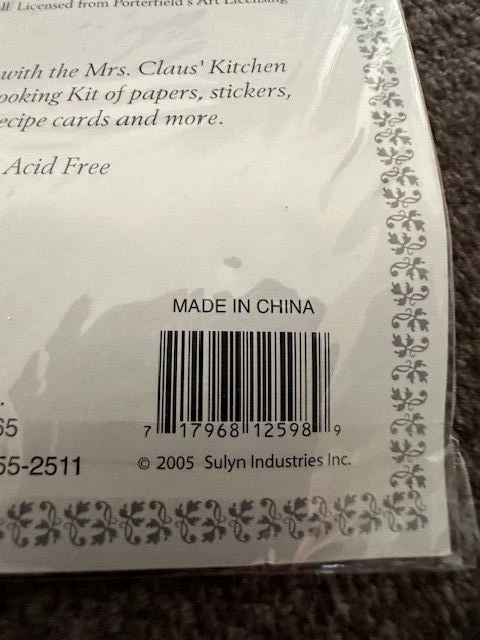 ll. Licensed from Porterfield's Art Licensing
with the Mrs. Claus' Kitchen
ooking Kit of papers, stickers,
ecipe cards and more.
Acid Free
MADE IN CHINA
7 17968 12598 9
.
65
55-2511
© 2005 Sulyn Industries Inc.